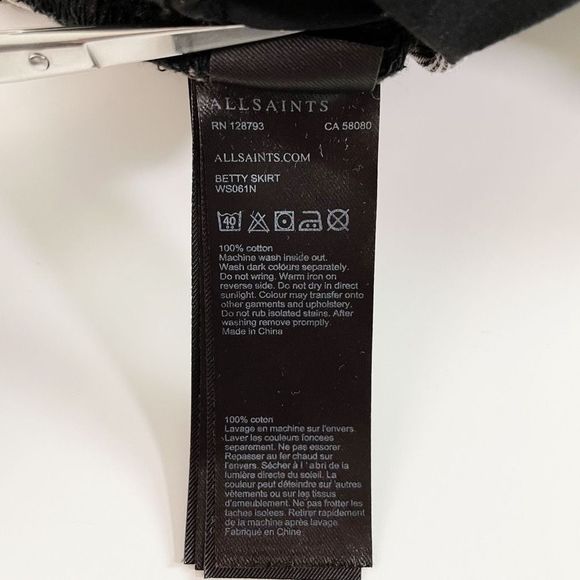 ALLSAINTS
RN 128793 CA 58080
ALLSAINTS.COM
BETTY SKIRT
WS061N
40
100% cotton
Machine wash inside out.
Wash dark colours separately.
Do not wring. Warm iron on
reverse side. Do not dry in direct
sunlight. Colour may transfer onto
other garments and upholstery.
Do not rub isolated stains. After
washing remove promptly.
Made in China
100% coton
Lavage en machine sur l'envers.
Laver les couleurs foncees
separement. Ne pas essorer.
Repasser au fer chaud sur
l'envers. Sécher à l 'abri de la
lumière directe du soleil. La
couleur peut déteindre sur 'autres
vêtements ou sur les tissus
d'ameublement. Ne pas frotter les
taches isolees. Retirer rapidement
de la machine après lavage.
Fabrique en Chine